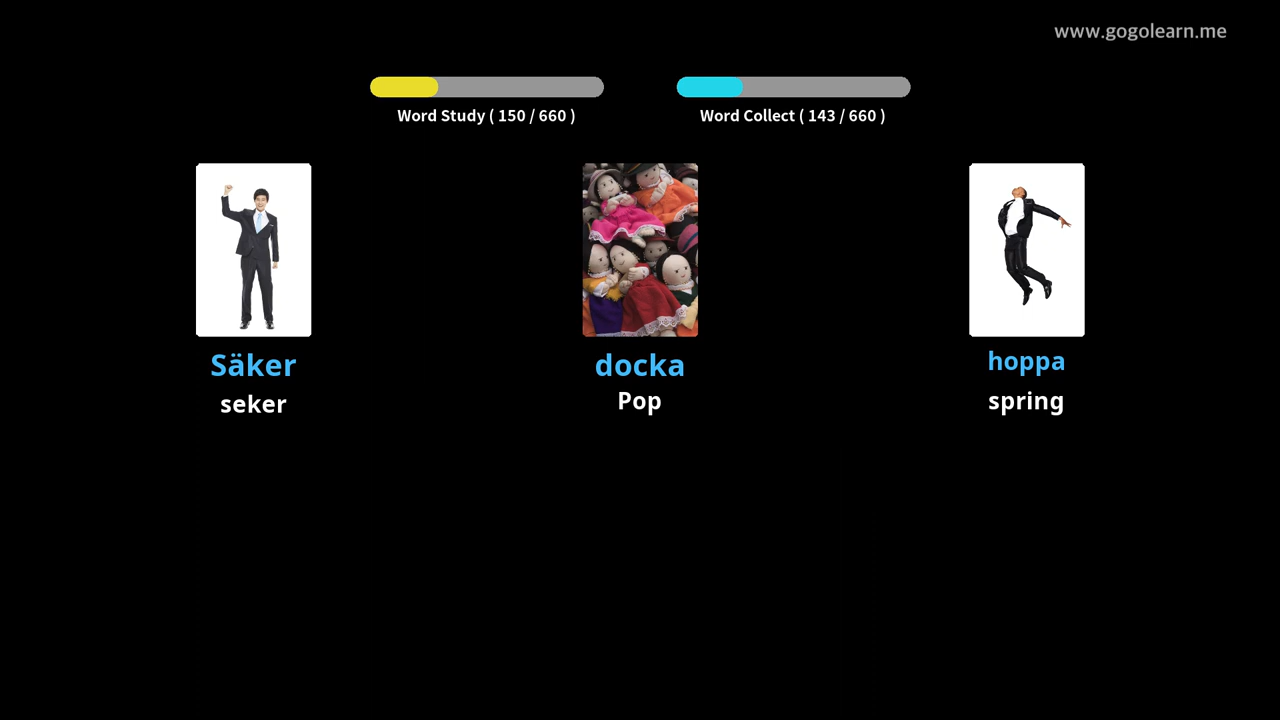 www.gogolearn.me
Word Study ( 150 / 660 )
Word Collect ( 143 / 660 )
Säker
seker
docka
Pop
hoppa
spring